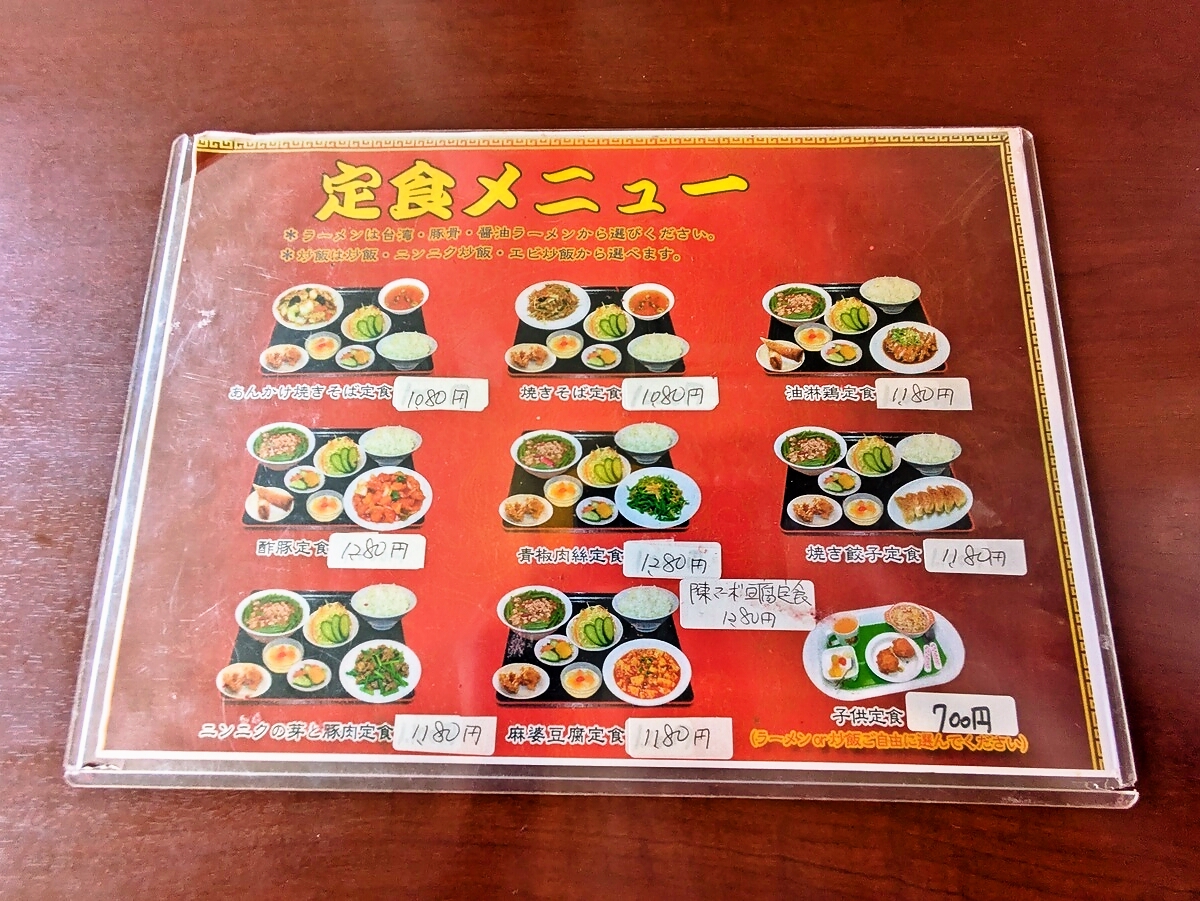 定食メニュー
＊ラーメンは台湾・豚骨・醤油ラーメンから選びください。
＊炒飯は炒飯・ニンニク炒飯・エビ炒飯から選べます。
あんかけ焼きそば定食 1,080円
焼きそば定食 1,080円
油淋鶏定食 1,180円
酢豚定食 1,280円
青椒肉絲定食 1,280円
焼き餃子定食 1,180円
陳マーボ豆腐定食
1,280円
ニンニクの芽と豚肉定食 1,180円
麻婆豆腐定食 1,180円
子供定食 700円
(ラーメンor炒飯ご自由に選んでください)